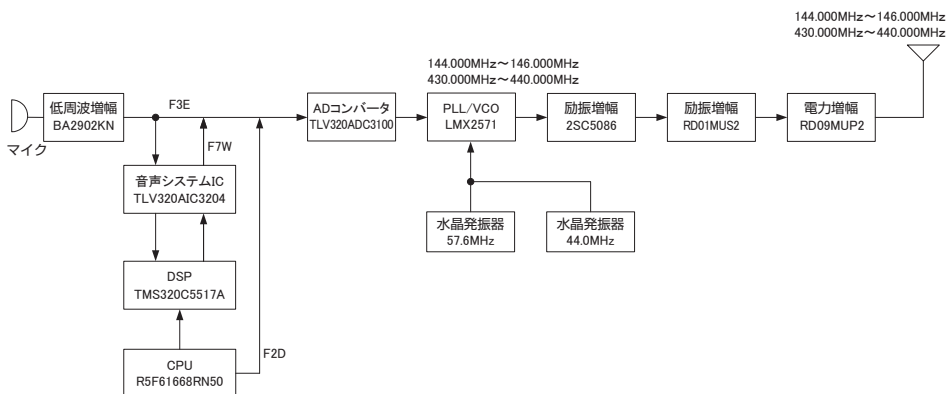 144.000MHz～146.000MHz
430.000MHz～440.000MHz
144.000MHz～146.000MHz
430.000MHz～440.000MHz
マイク
低周波増幅
BA2902KN
F3E
ADコンバータ
TLV320ADC3100
PLL/VCO
LMX2571
励振増幅
2SC5086
励振増幅
RD01MUS2
電力増幅
RD09MUP2
F7W
音声システムIC
TLV320AIC3204
水晶発振器
57.6MHz
水晶発振器
44.0MHz
DSP
TMS320C5517A
F2D
CPU
R5F61668RN50